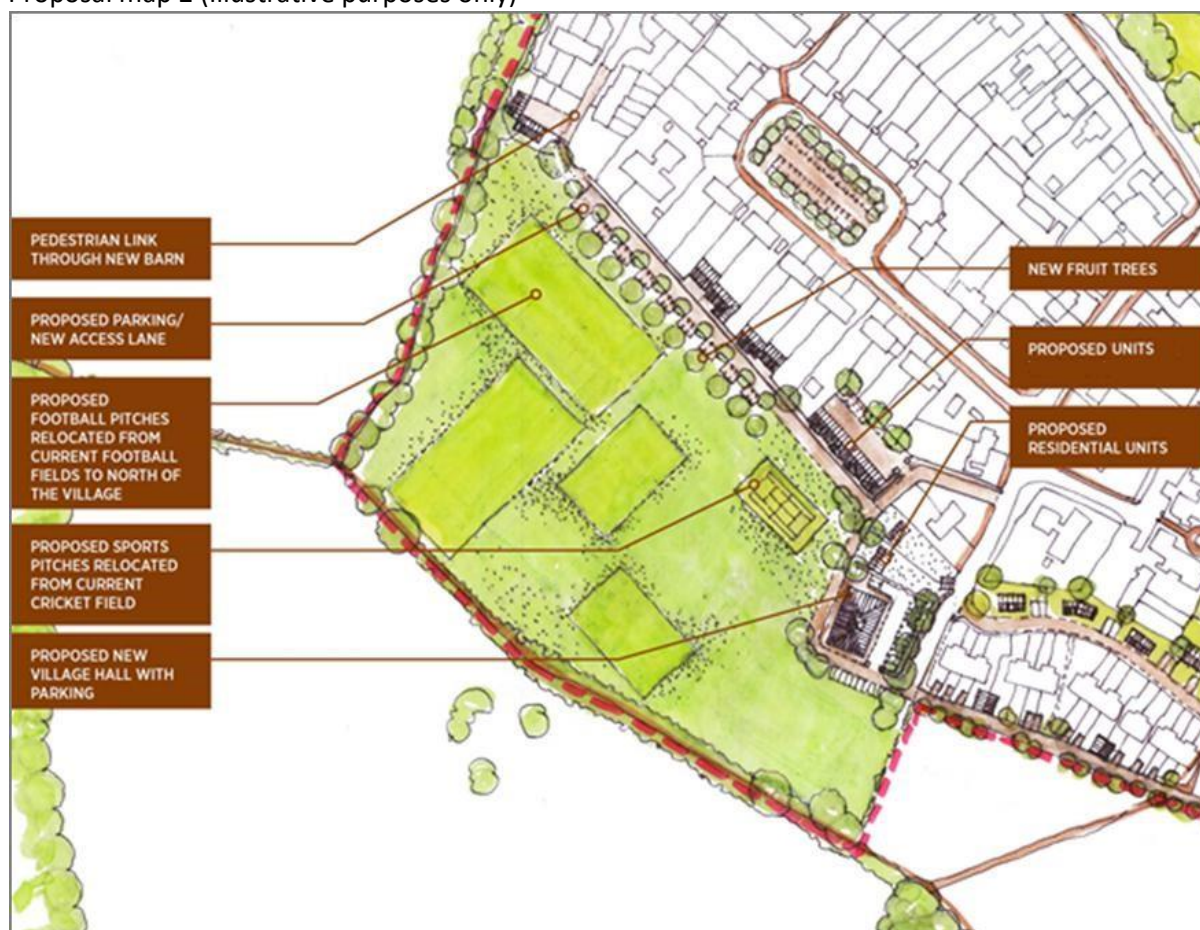 Proposal map 2 (illustrative purposes only)
PEDESTRIAN LINK
THROUGH NEW BARN
PROPOSED PARKING/
NEW ACCESS LANE
PROPOSED
FOOTBALL PITCHES
RELOCATED FROM
CURRENT FOOTBALL
FIELDS TO NORTH OF
THE VILLAGE
PROPOSED SPORTS
PITCHES RELOCATED
FROM CURRENT
CRICKET FIELD
PROPOSED NEW
VILLAGE HALL WITH
PARKING
NEW FRUIT TREES
PROPOSED UNITS
PROPOSED
RESIDENTIAL UNITS